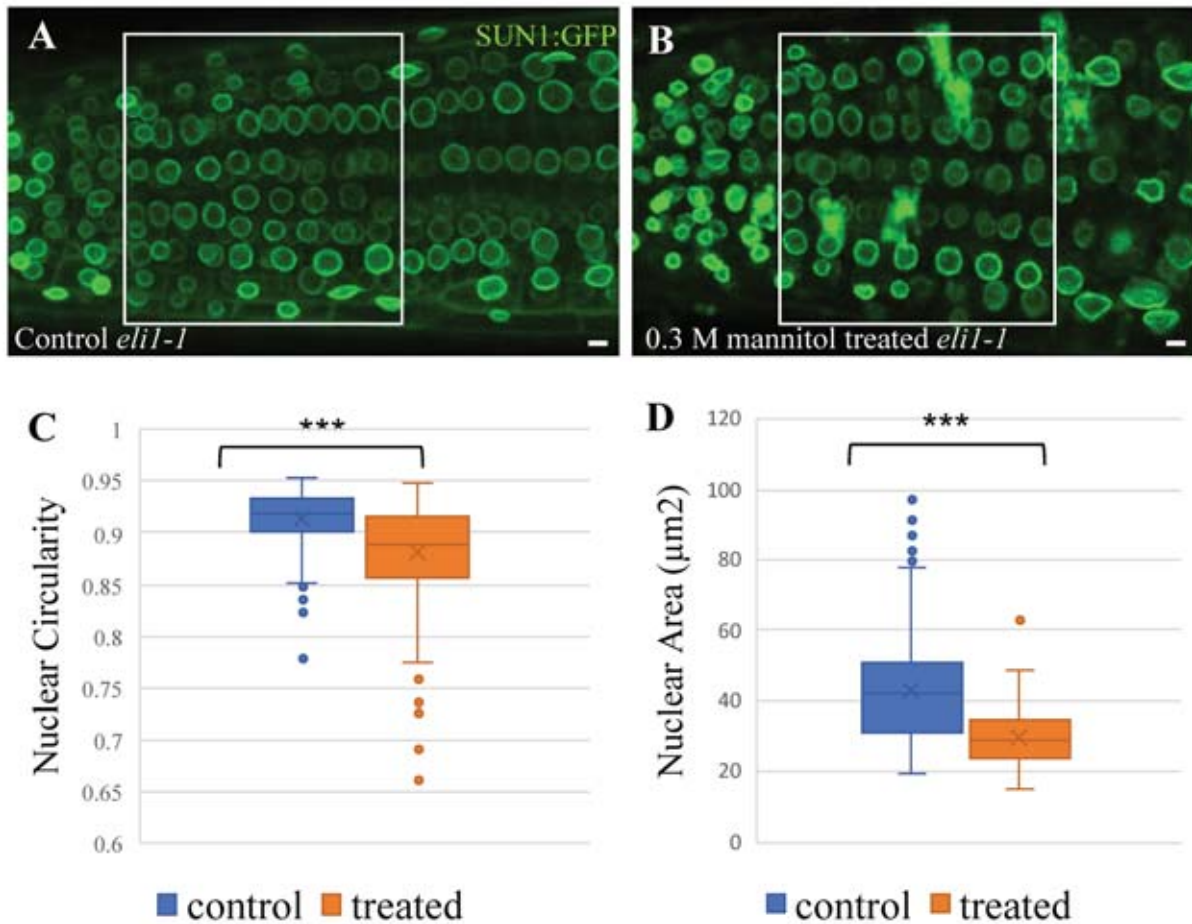 A
SUN1:GFP
Control eli1-1
B
0.3 M mannitol treated eli1-1
C
***
1
0.95
0.9
0.85
0.8
0.75
0.7
0.65
0.6
Nuclear Circularity
control treated
D
***
120
100
80
60
40
20
0
Nuclear Area (µm2)
control treated